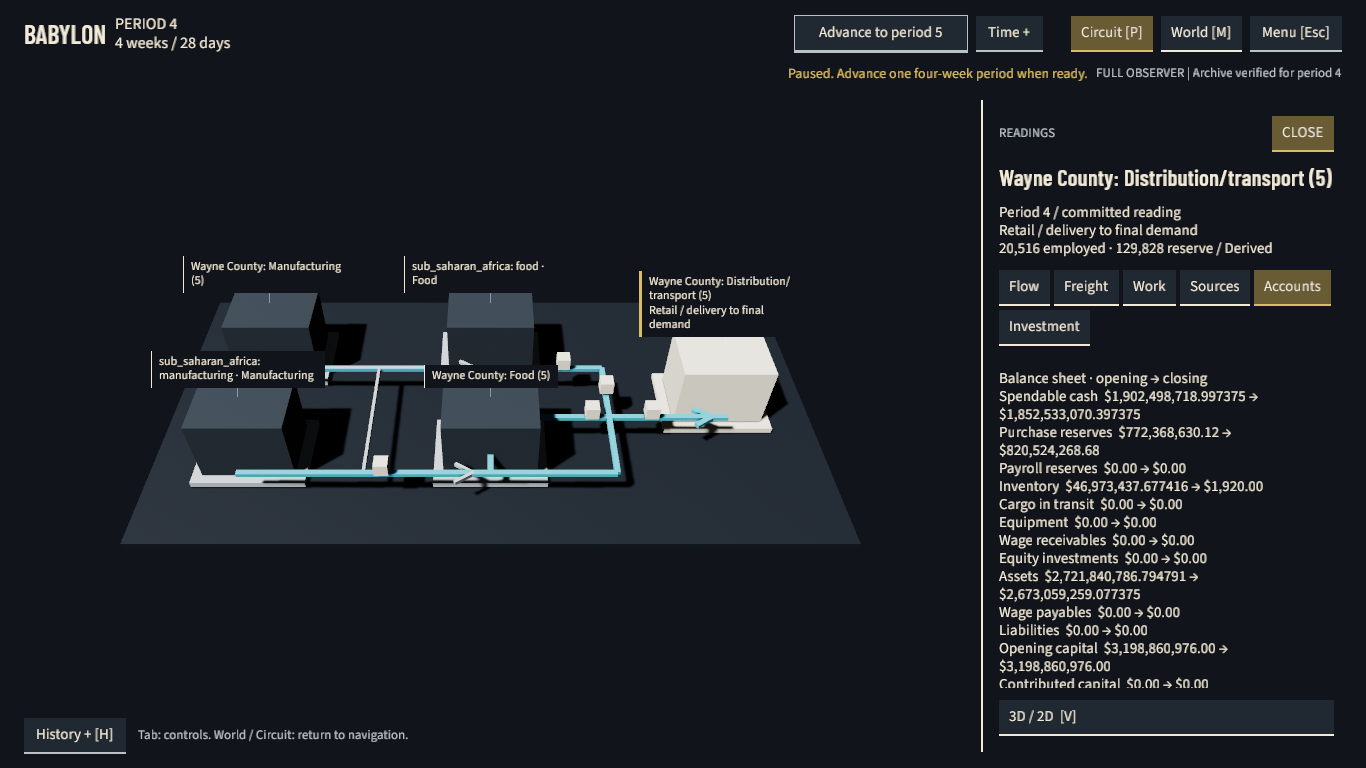 BABYLON
PERIOD 4
4 weeks / 28 days
Advance to period 5
Time +
Circuit [P]
World [M]
Menu [Esc]
Paused. Advance one four-week period when ready.
FULL OBSERVER | Archive verified for period 4
READINGS
CLOSE
Wayne County: Distribution/transport (5)
Period 4 / committed reading
Retail / delivery to final demand
20,516 employed · 129,828 reserve / Derived
Flow
Freight
Work
Sources
Accounts
Investment
Balance sheet · opening → closing
Spendable cash $1,902,498,718.997375 →
$1,852,533,070.397375
Purchase reserves $772,368,630.12 →
$820,524,268.68
Payroll reserves $0.00 → $0.00
Inventory $46,973,437.677416 → $1,920.00
Cargo in transit $0.00 → $0.00
Equipment $0.00 → $0.00
Wage receivables $0.00 → $0.00
Equity investments $0.00 → $0.00
Assets $2,721,840,786.794791 →
$2,673,059,259.077375
Wage payables $0.00 → $0.00
Liabilities $0.00 → $0.00
Opening capital $3,198,860,976.00 →
$3,198,860,976.00
Contributed capital $0.00 → $0.00
3D / 2D [V]
Wayne County: Manufacturing
(5)
sub_saharan_africa: food ·
Food
Wayne County: Distribution/
transport (5)
Retail / delivery to final
demand
sub_saharan_africa:
manufacturing · Manufacturing
Wayne County: Food (5)
History + [H]
Tab: controls. World / Circuit: return to navigation.